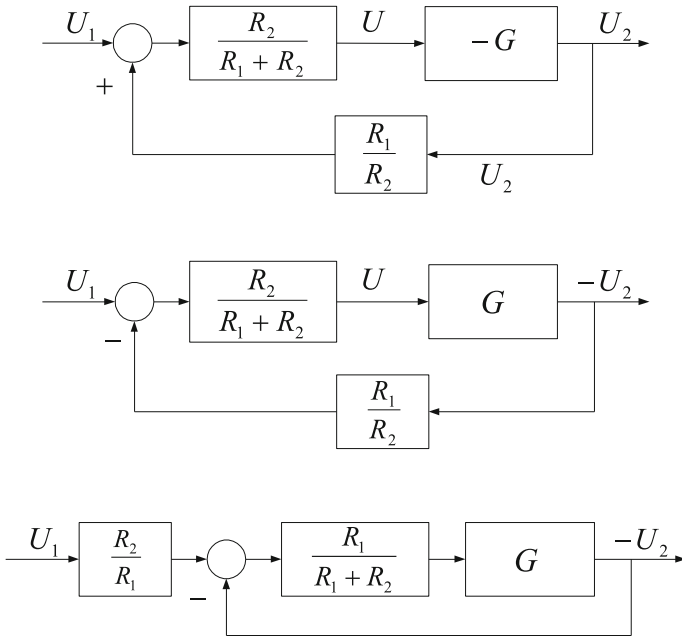 U₁
R₂ / (R₁ + R₂)
U
−G
U₂
+
R₁ / R₂
U₂
U₁
R₂ / (R₁ + R₂)
U
G
−U₂
−
R₁ / R₂
U₁
R₂ / R₁
−
R₁ / (R₁ + R₂)
G
−U₂